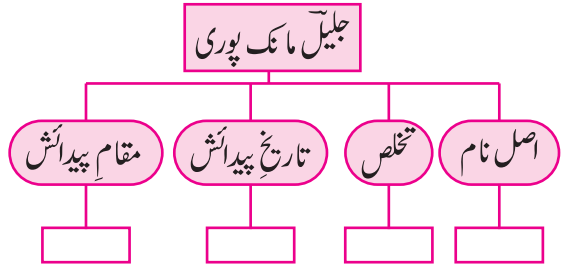 جلیلؔ مانک پوری
اصل نام
تخلص
تاریخِ پیدائش
مقامِ پیدائش